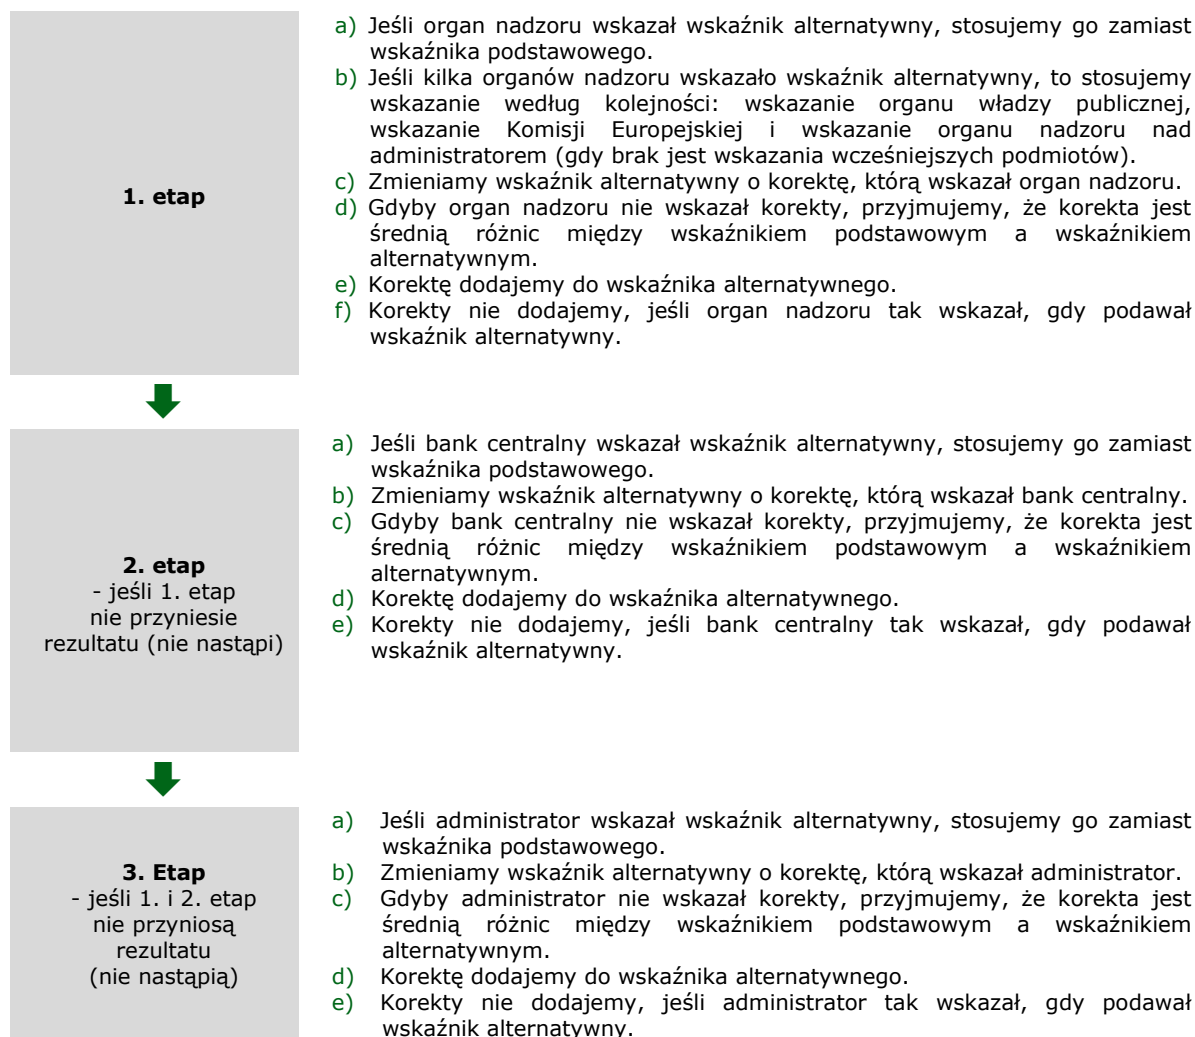 1. etap
a) Jeśli organ nadzoru wskazał wskaźnik alternatywny, stosujemy go zamiast
wskaźnika podstawowego.
b) Jeśli kilka organów nadzoru wskazało wskaźnik alternatywny, to stosujemy
wskazanie według kolejności: wskazanie organu władzy publicznej,
wskazanie Komisji Europejskiej i wskazanie organu nadzoru nad
administratorem (gdy brak jest wskazania wcześniejszych podmiotów).
c) Zmieniamy wskaźnik alternatywny o korektę, którą wskazał organ nadzoru.
d) Gdyby organ nadzoru nie wskazał korekty, przyjmujemy, że korekta jest
średnią różnic między wskaźnikiem podstawowym a wskaźnikiem
alternatywnym.
e) Korektę dodajemy do wskaźnika alternatywnego.
f) Korekty nie dodajemy, jeśli organ nadzoru tak wskazał, gdy podawał
wskaźnik alternatywny.
2. etap
- jeśli 1. etap
nie przyniesie
rezultatu (nie nastąpi)
a) Jeśli bank centralny wskazał wskaźnik alternatywny, stosujemy go zamiast
wskaźnika podstawowego.
b) Zmieniamy wskaźnik alternatywny o korektę, którą wskazał bank centralny.
c) Gdyby bank centralny nie wskazał korekty, przyjmujemy, że korekta jest
średnią różnic między wskaźnikiem podstawowym a wskaźnikiem
alternatywnym.
d) Korektę dodajemy do wskaźnika alternatywnego.
e) Korekty nie dodajemy, jeśli bank centralny tak wskazał, gdy podawał
wskaźnik alternatywny.
3. Etap
- jeśli 1. i 2. etap
nie przyniosą
rezultatu
(nie nastąpią)
a) Jeśli administrator wskazał wskaźnik alternatywny, stosujemy go zamiast
wskaźnika podstawowego.
b) Zmieniamy wskaźnik alternatywny o korektę, którą wskazał administrator.
c) Gdyby administrator nie wskazał korekty, przyjmujemy, że korekta jest
średnią różnic między wskaźnikiem podstawowym a wskaźnikiem
alternatywnym.
d) Korektę dodajemy do wskaźnika alternatywnego.
e) Korekty nie dodajemy, jeśli administrator tak wskazał, gdy podawał
wskaźnik alternatywny.